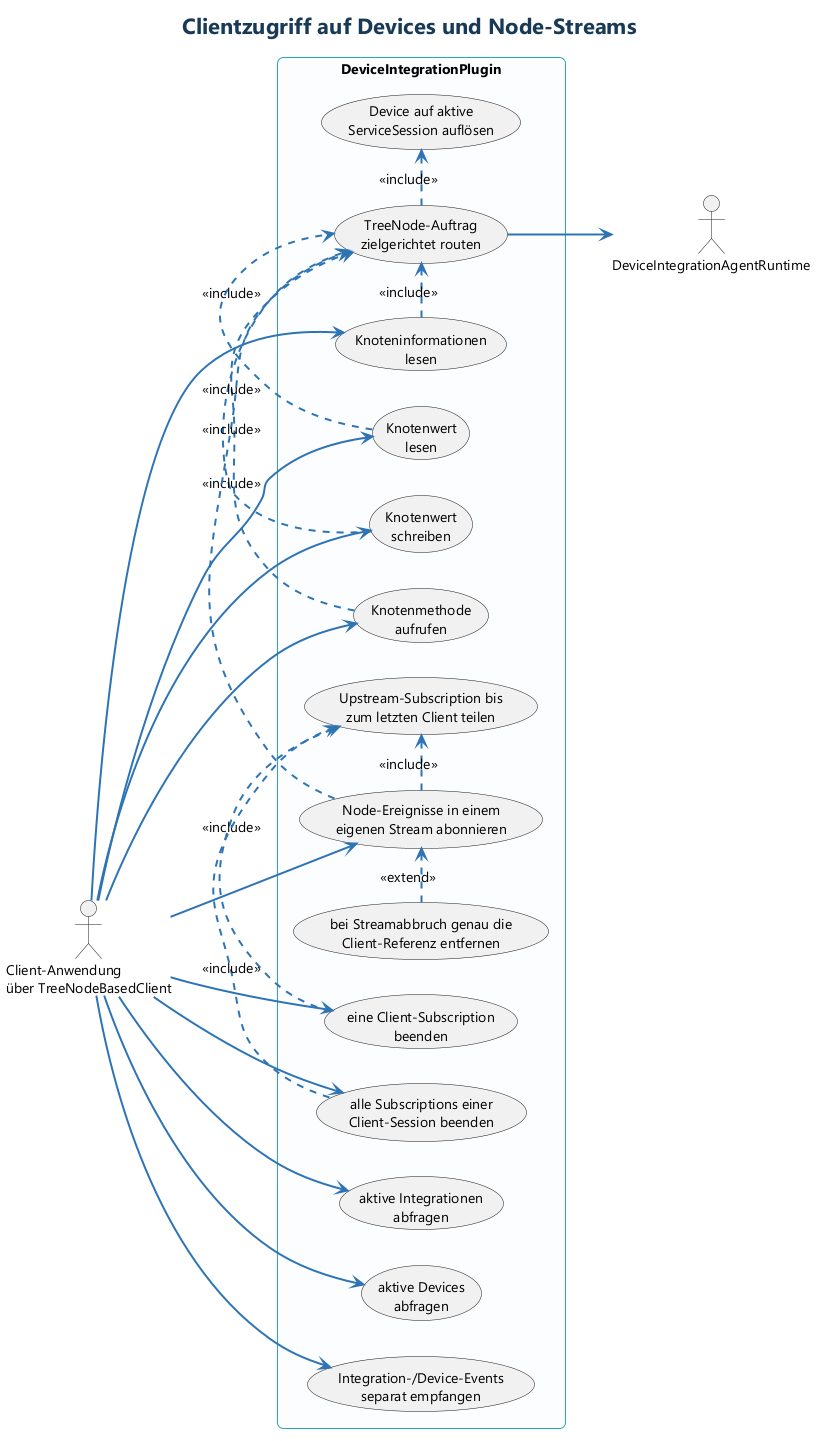 Clientzugriff auf Devices und Node-Streams
DeviceIntegrationPlugin
Device auf aktive
ServiceSession auflösen
«include»
TreeNode-Auftrag
zielgerichtet routen
DeviceIntegrationAgentRuntime
«include»
«include»
Knoteninformationen
lesen
«include»
Knotenwert
lesen
«include»
«include»
Knotenwert
schreiben
Knotenmethode
aufrufen
Upstream-Subscription bis
zum letzten Client teilen
«include»
Node-Ereignisse in einem
eigenen Stream abonnieren
«include»
«extend»
bei Streamabbruch genau die
Client-Referenz entfernen
Client-Anwendung
über TreeNodeBasedClient
«include»
eine Client-Subscription
beenden
alle Subscriptions einer
Client-Session beenden
aktive Integrationen
abfragen
aktive Devices
abfragen
Integration-/Device-Events
separat empfangen